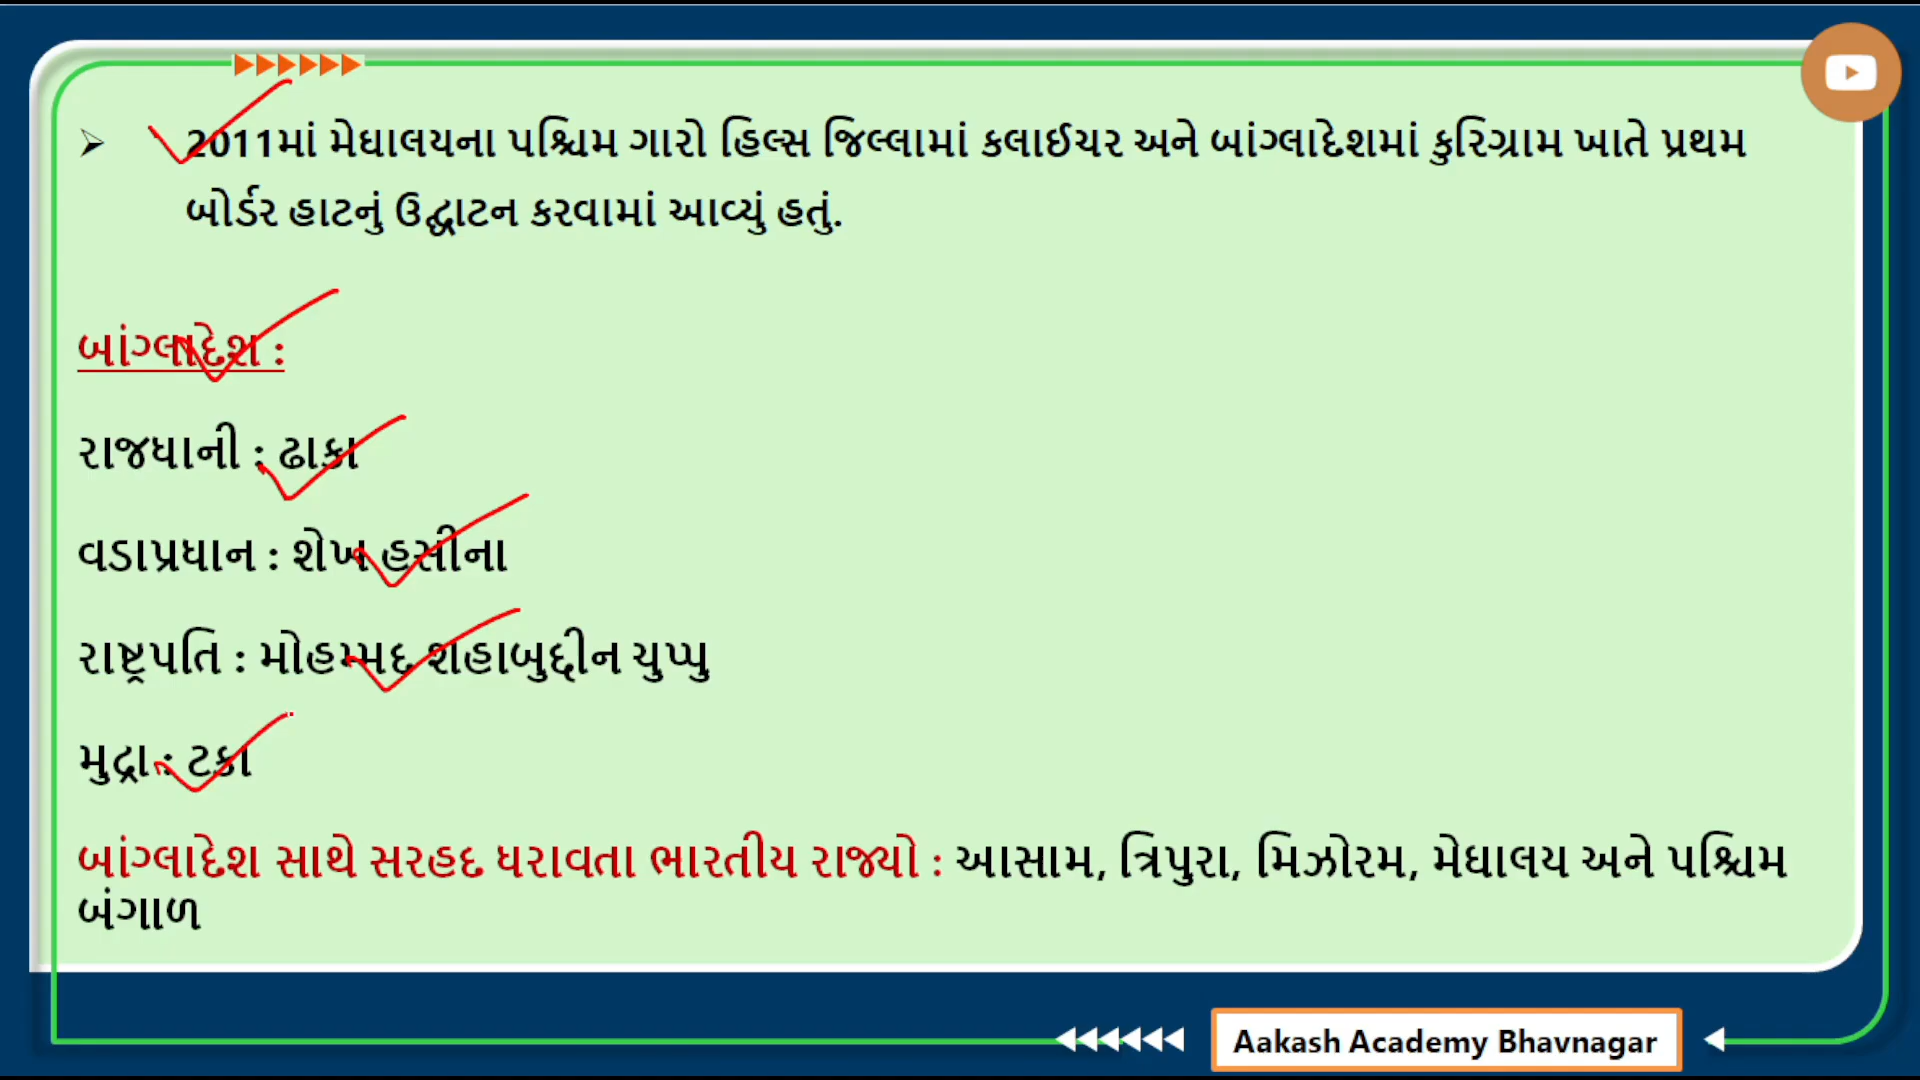 ➢ 2011માં મેઘાલયના પશ્ચિમ ગારો હિલ્સ જિલ્લામાં કલાઈચર અને બાંગ્લાદેશમાં કુરિગ્રામ ખાતે પ્રથમ
બોર્ડર હાટનું ઉદ્ઘાટન કરવામાં આવ્યું હતું.
બાંગ્લાદેશ :
રાજધાની : ઢાકા
વડાપ્રધાન : શેખ હસીના
રાષ્ટ્રપતિ : મોહમ્મદ શહાબુદ્દીન ચુપ્પુ
મુદ્રા : ટકા
બાંગ્લાદેશ સાથે સરહદ ધરાવતા ભારતીય રાજ્યો : આસામ, ત્રિપુરા, મિઝોરમ, મેઘાલય અને પશ્ચિમ
બંગાળ
Aakash Academy Bhavnagar